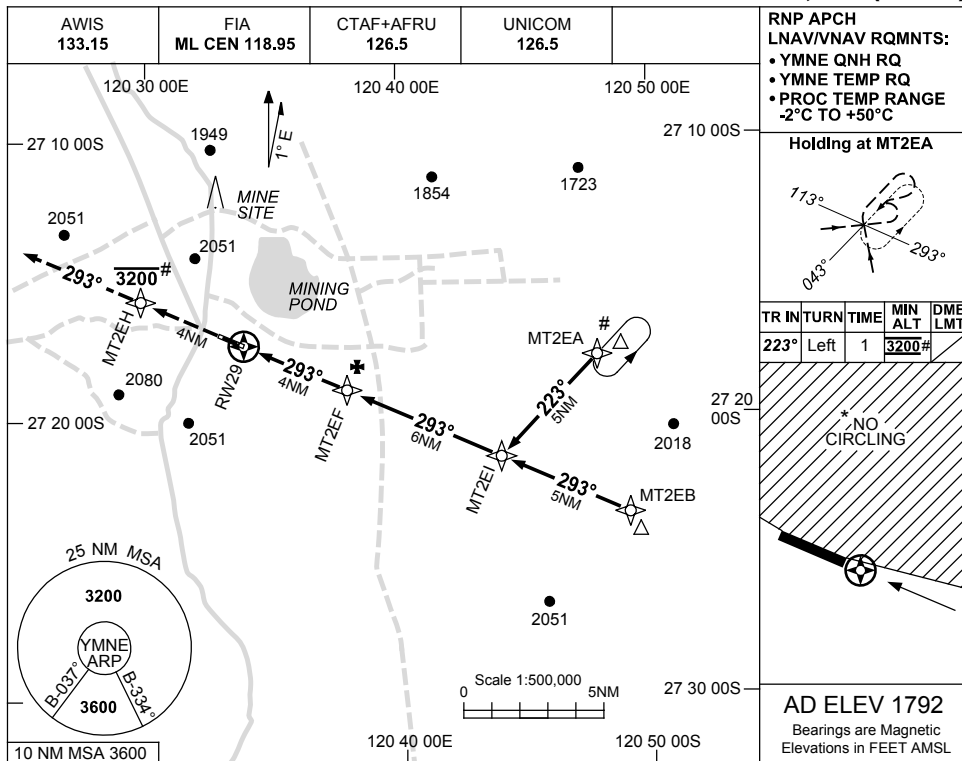 AWIS
133.15
FIA
ML CEN 118.95
CTAF+AFRU
126.5
UNICOM
126.5
RNP APCH
LNAV/VNAV RQMNTS:
• YMNE QNH RQ
• YMNE TEMP RQ
• PROC TEMP RANGE
-2°C TO +50°C
120 30 00E
120 40 00E
120 50 00E
27 10 00S
27 10 00S
1° E
1949
1854
1723
MINE
SITE
2051
2051
3200#
293°
MINING
POND
MT2EH
4NM
RW29
293°
4NM
MT2EF
293°
6NM
MT2EA
#
223°
5NM
MT2EI
293°
5NM
MT2EB
2080
2051
2018
27 20 00S
27 20
00S
2051
25 NM MSA
3200
YMNE
ARP
B-037°
B-334°
3600
10 NM MSA 3600
Scale 1:500,000
0
5NM
27 30 00S
120 40 00E
120 50 00S
Holding at MT2EA
113°
293°
043°
TR IN
TURN
TIME
MIN
ALT
DME
LMT
223°
Left
1
3200#
*NO
CIRCLING
AD ELEV 1792
Bearings are Magnetic
Elevations in FEET AMSL